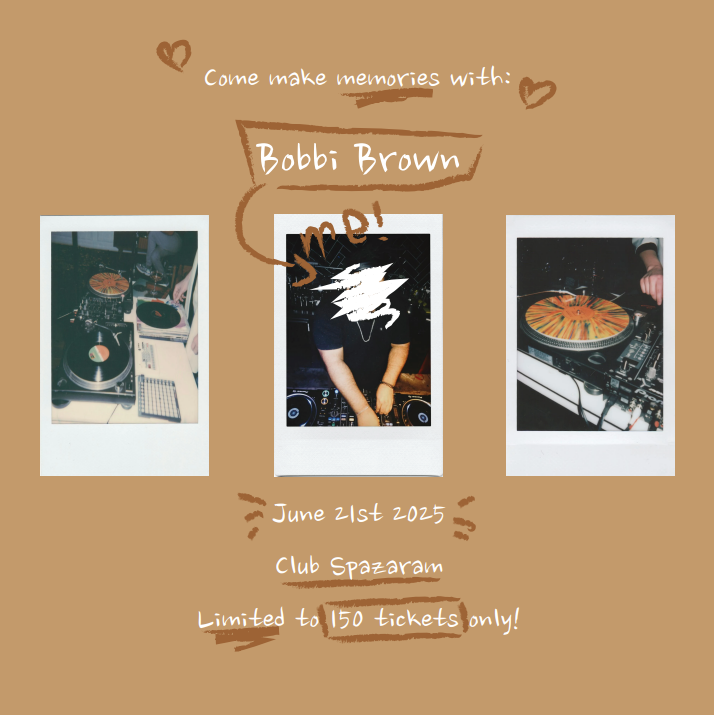 Come make memories with:
Bobbi Brown
me!
June 21st 2025
Club Spazaram
Limited to 150 tickets only!